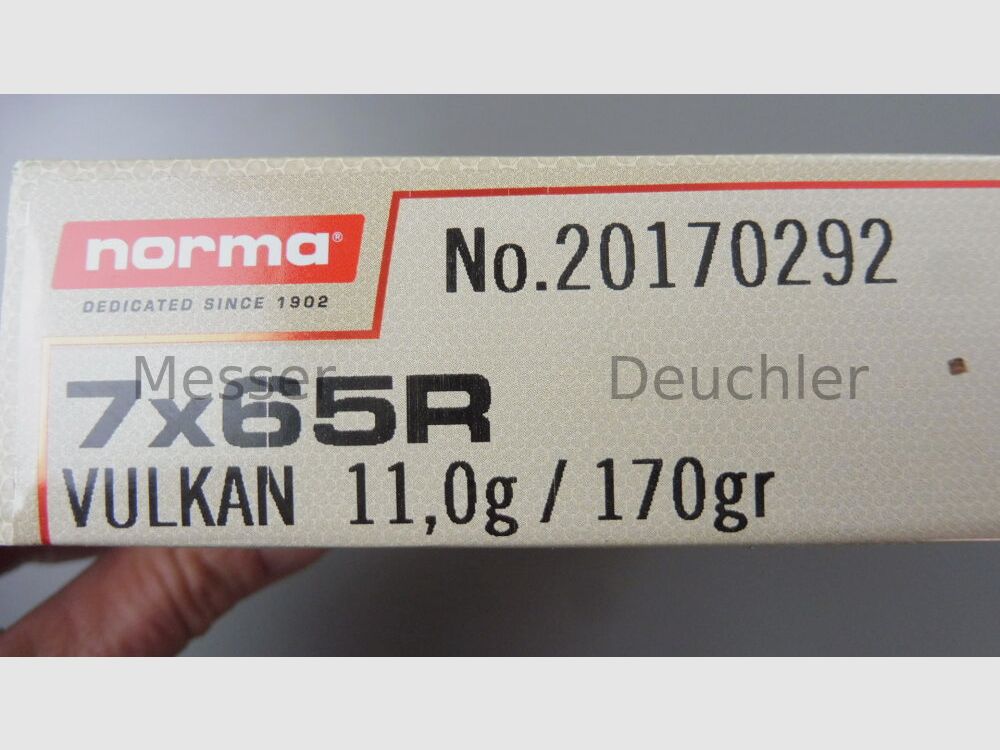 norma®
DEDICATED SINCE 1902
No.20170292
Messer Deuchler
7x65R
VULKAN 11,0g / 170gr